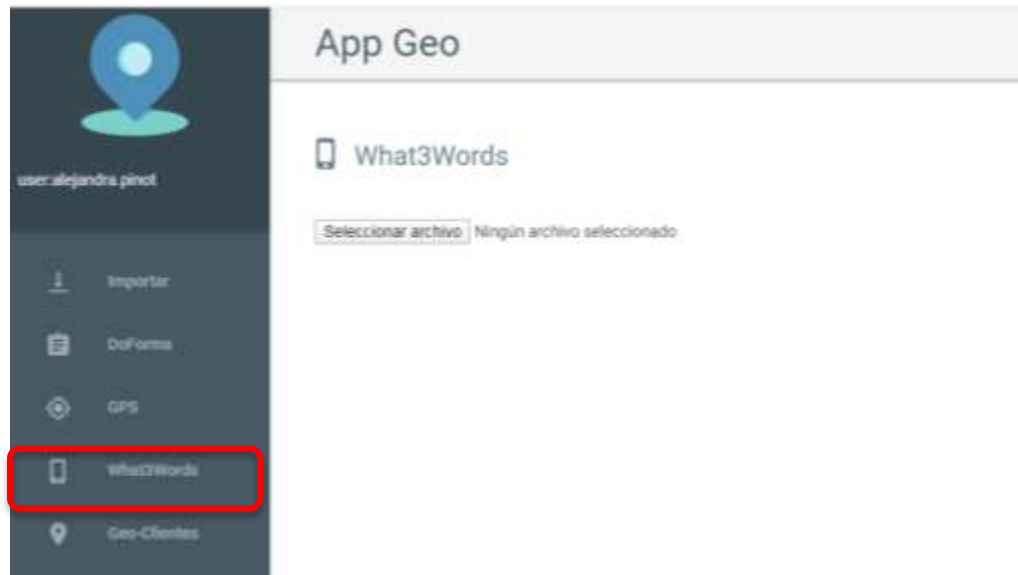 App Geo
What3Words
user:alejandra.pinot
Seleccionar archivo Ningún archivo seleccionado
Importar
DoForms
GPS
What3Words
Geo-Clientes